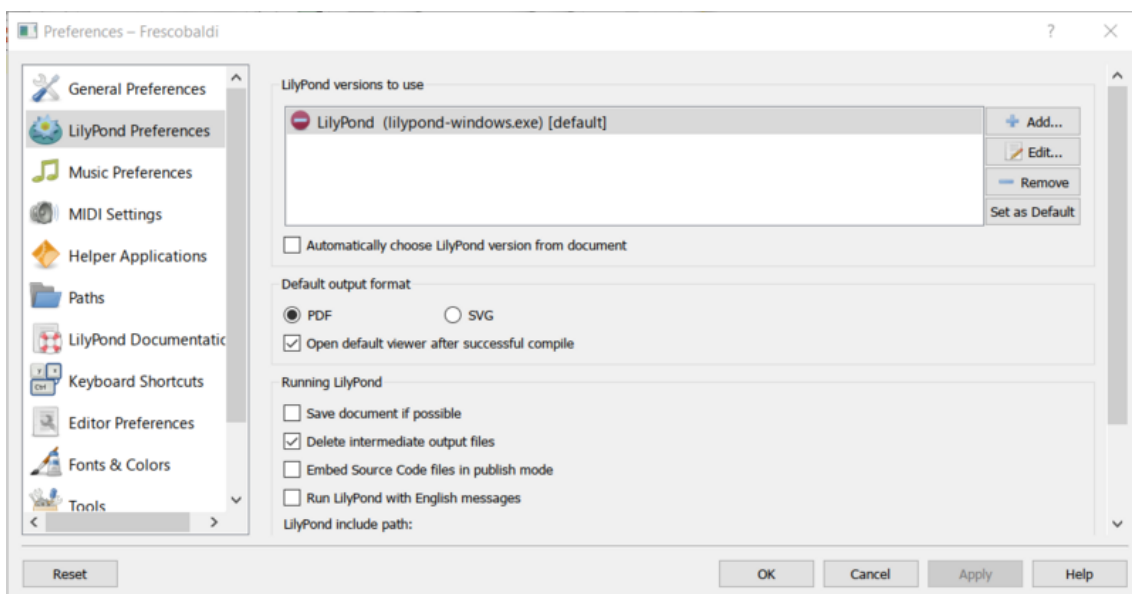 Preferences – Frescobaldi
?
General Preferences
LilyPond Preferences
Music Preferences
MIDI Settings
Helper Applications
Paths
LilyPond Documentatic
Keyboard Shortcuts
Editor Preferences
Fonts & Colors
Tools
LilyPond versions to use
LilyPond (lilypond-windows.exe) [default]
Add...
Edit...
Remove
Set as Default
Automatically choose LilyPond version from document
Default output format
PDF SVG
Open default viewer after successful compile
Running LilyPond
Save document if possible
Delete intermediate output files
Embed Source Code files in publish mode
Run LilyPond with English messages
LilyPond include path:
Reset OK Cancel Apply Help